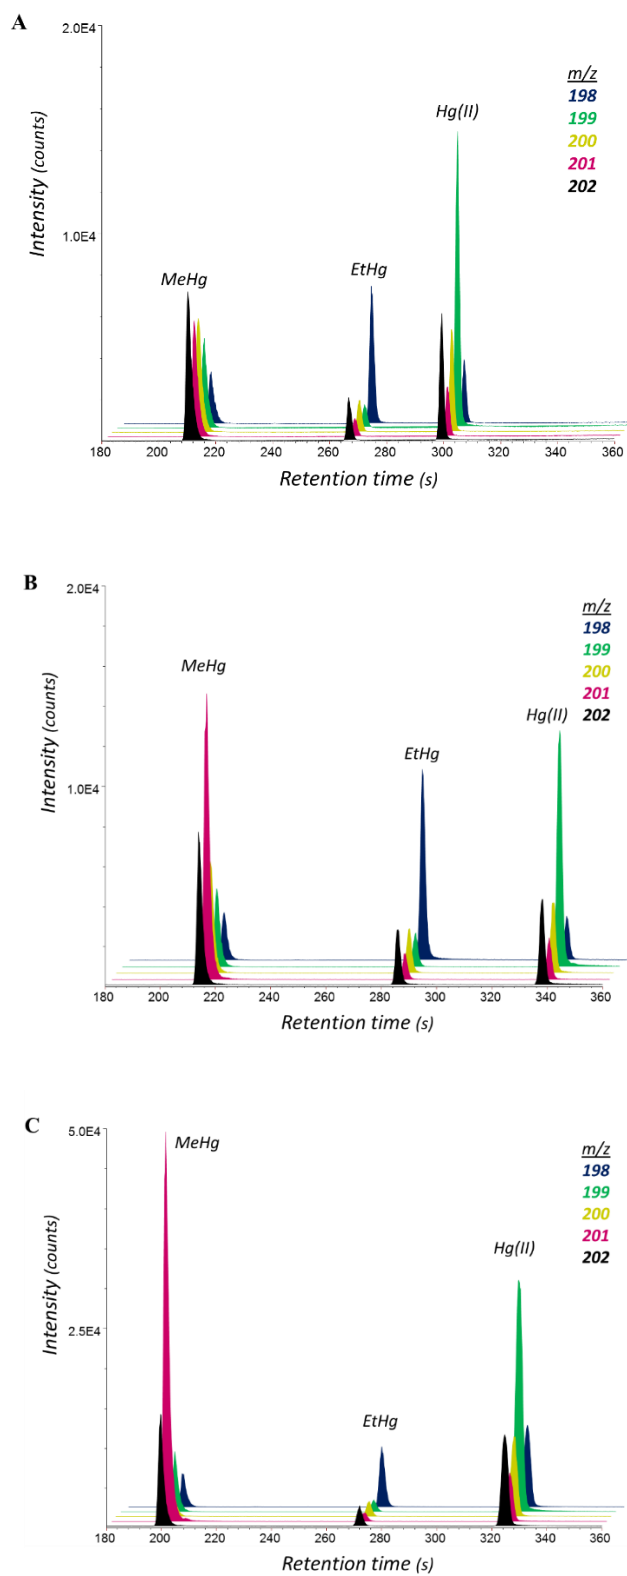 A
2.0E4
m/z
198
199
200
201
202
Hg(II)
Intensity (counts)
1.0E4
EtHg
MeHg
180 200 220 240 260 280 300 320 340 360
Retention time (s)
B
2.0E4
m/z
198
199
200
201
202
MeHg
Hg(II)
EtHg
Intensity (counts)
1.0E4
180 200 220 240 260 280 300 320 340 360
Retention time (s)
C
5.0E4
MeHg
m/z
198
199
200
201
202
Hg(II)
Intensity (counts)
2.5E4
EtHg
180 200 220 240 260 280 300 320 340 360
Retention time (s)